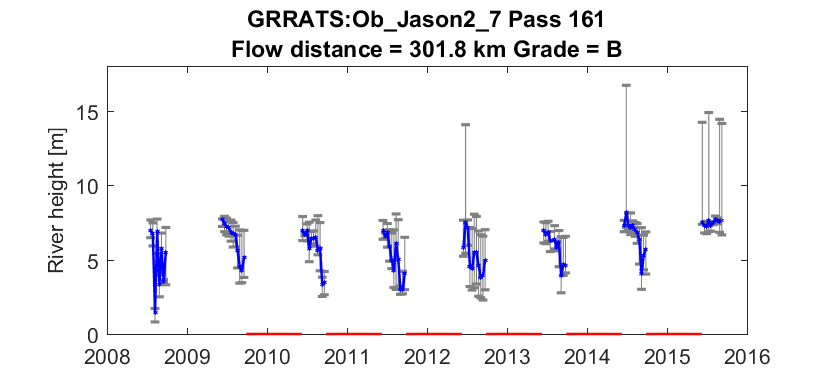 GRRATS:Ob_Jason2_7 Pass 161
Flow distance = 301.8 km Grade = B
River height [m]
15
10
5
0
2008 2009 2010 2011 2012 2013 2014 2015 2016